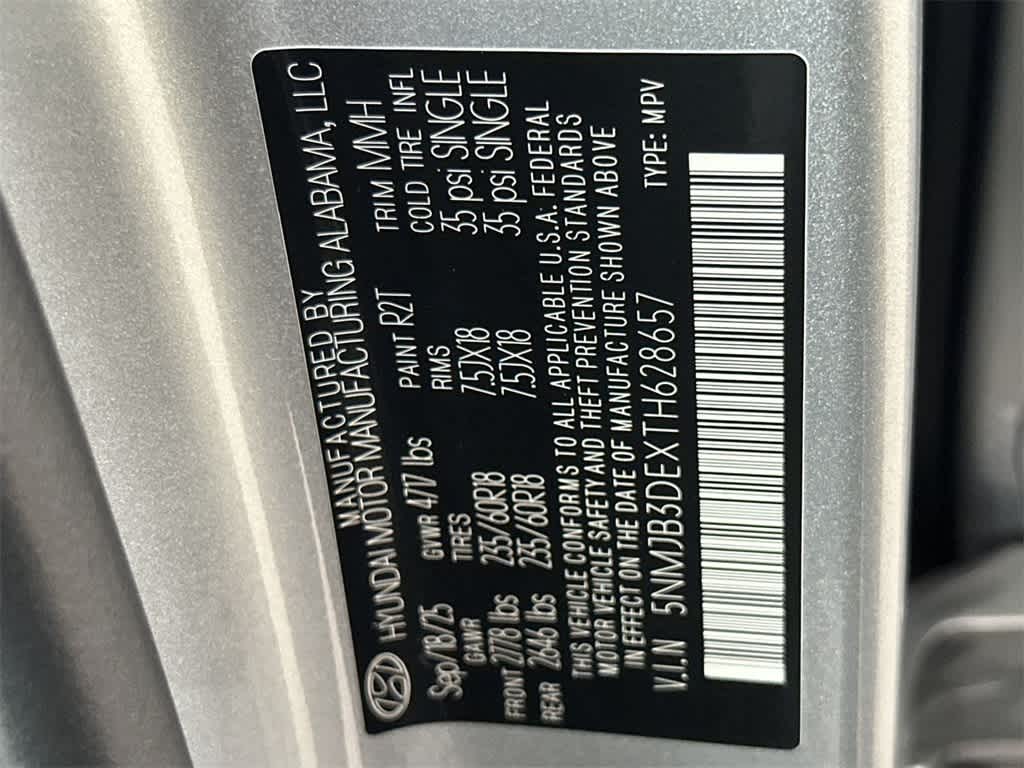 MANUFACTURED BY
HYUNDAI MOTOR MANUFACTURING ALABAMA, LLC
Sep/18/25 GVWR 4717 lbs PAINT R2T TRIM MMH
GAWR TIRES RIMS COLD TIRE INFL
FRONT 2778 lbs 235/60R18 7.5JX18 35 psi SINGLE
REAR 2646 lbs 235/60R18 7.5JX18 35 psi SINGLE
THIS VEHICLE CONFORMS TO ALL APPLICABLE U.S.A. FEDERAL
MOTOR VEHICLE SAFETY AND THEFT PREVENTION STANDARDS
IN EFFECT ON THE DATE OF MANUFACTURE SHOWN ABOVE
V.I.N 5NMJB3DEXTH628657 TYPE: MPV